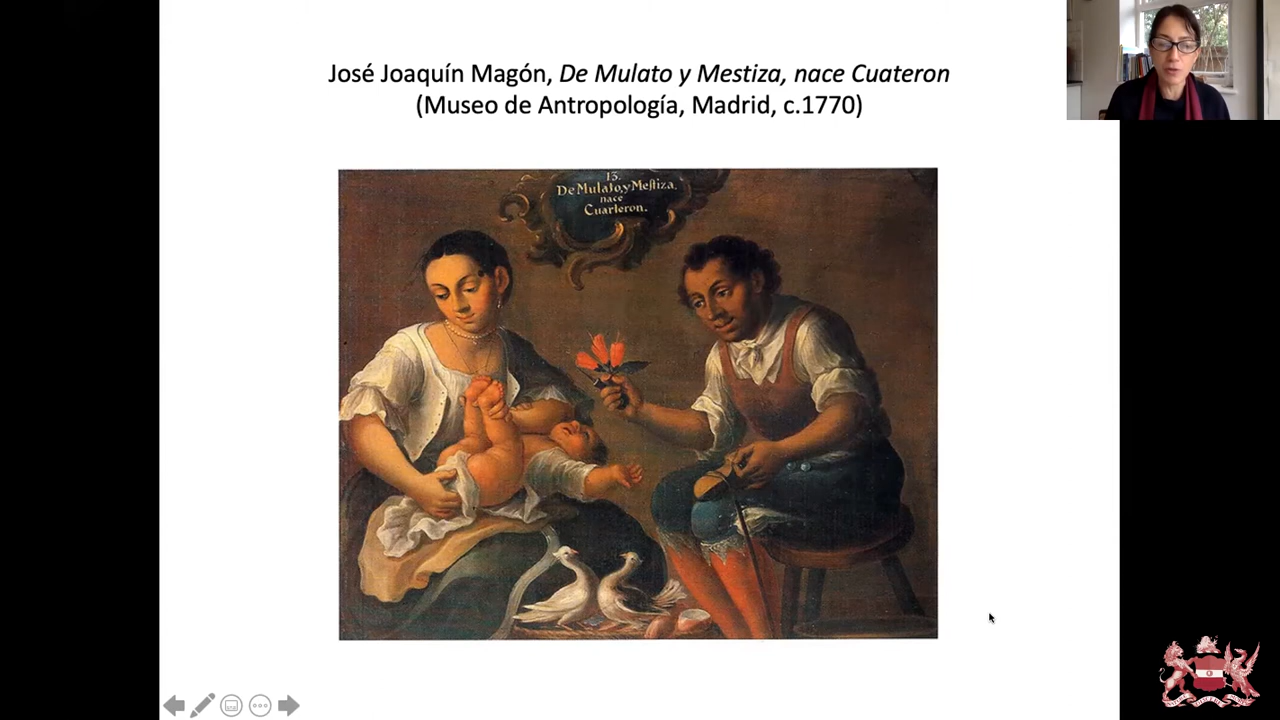 José Joaquín Magón, De Mulato y Mestiza, nace Cuateron
(Museo de Antropología, Madrid, c.1770)
13.
De Mulato, y Mestiza,
nace
Cuarteron.